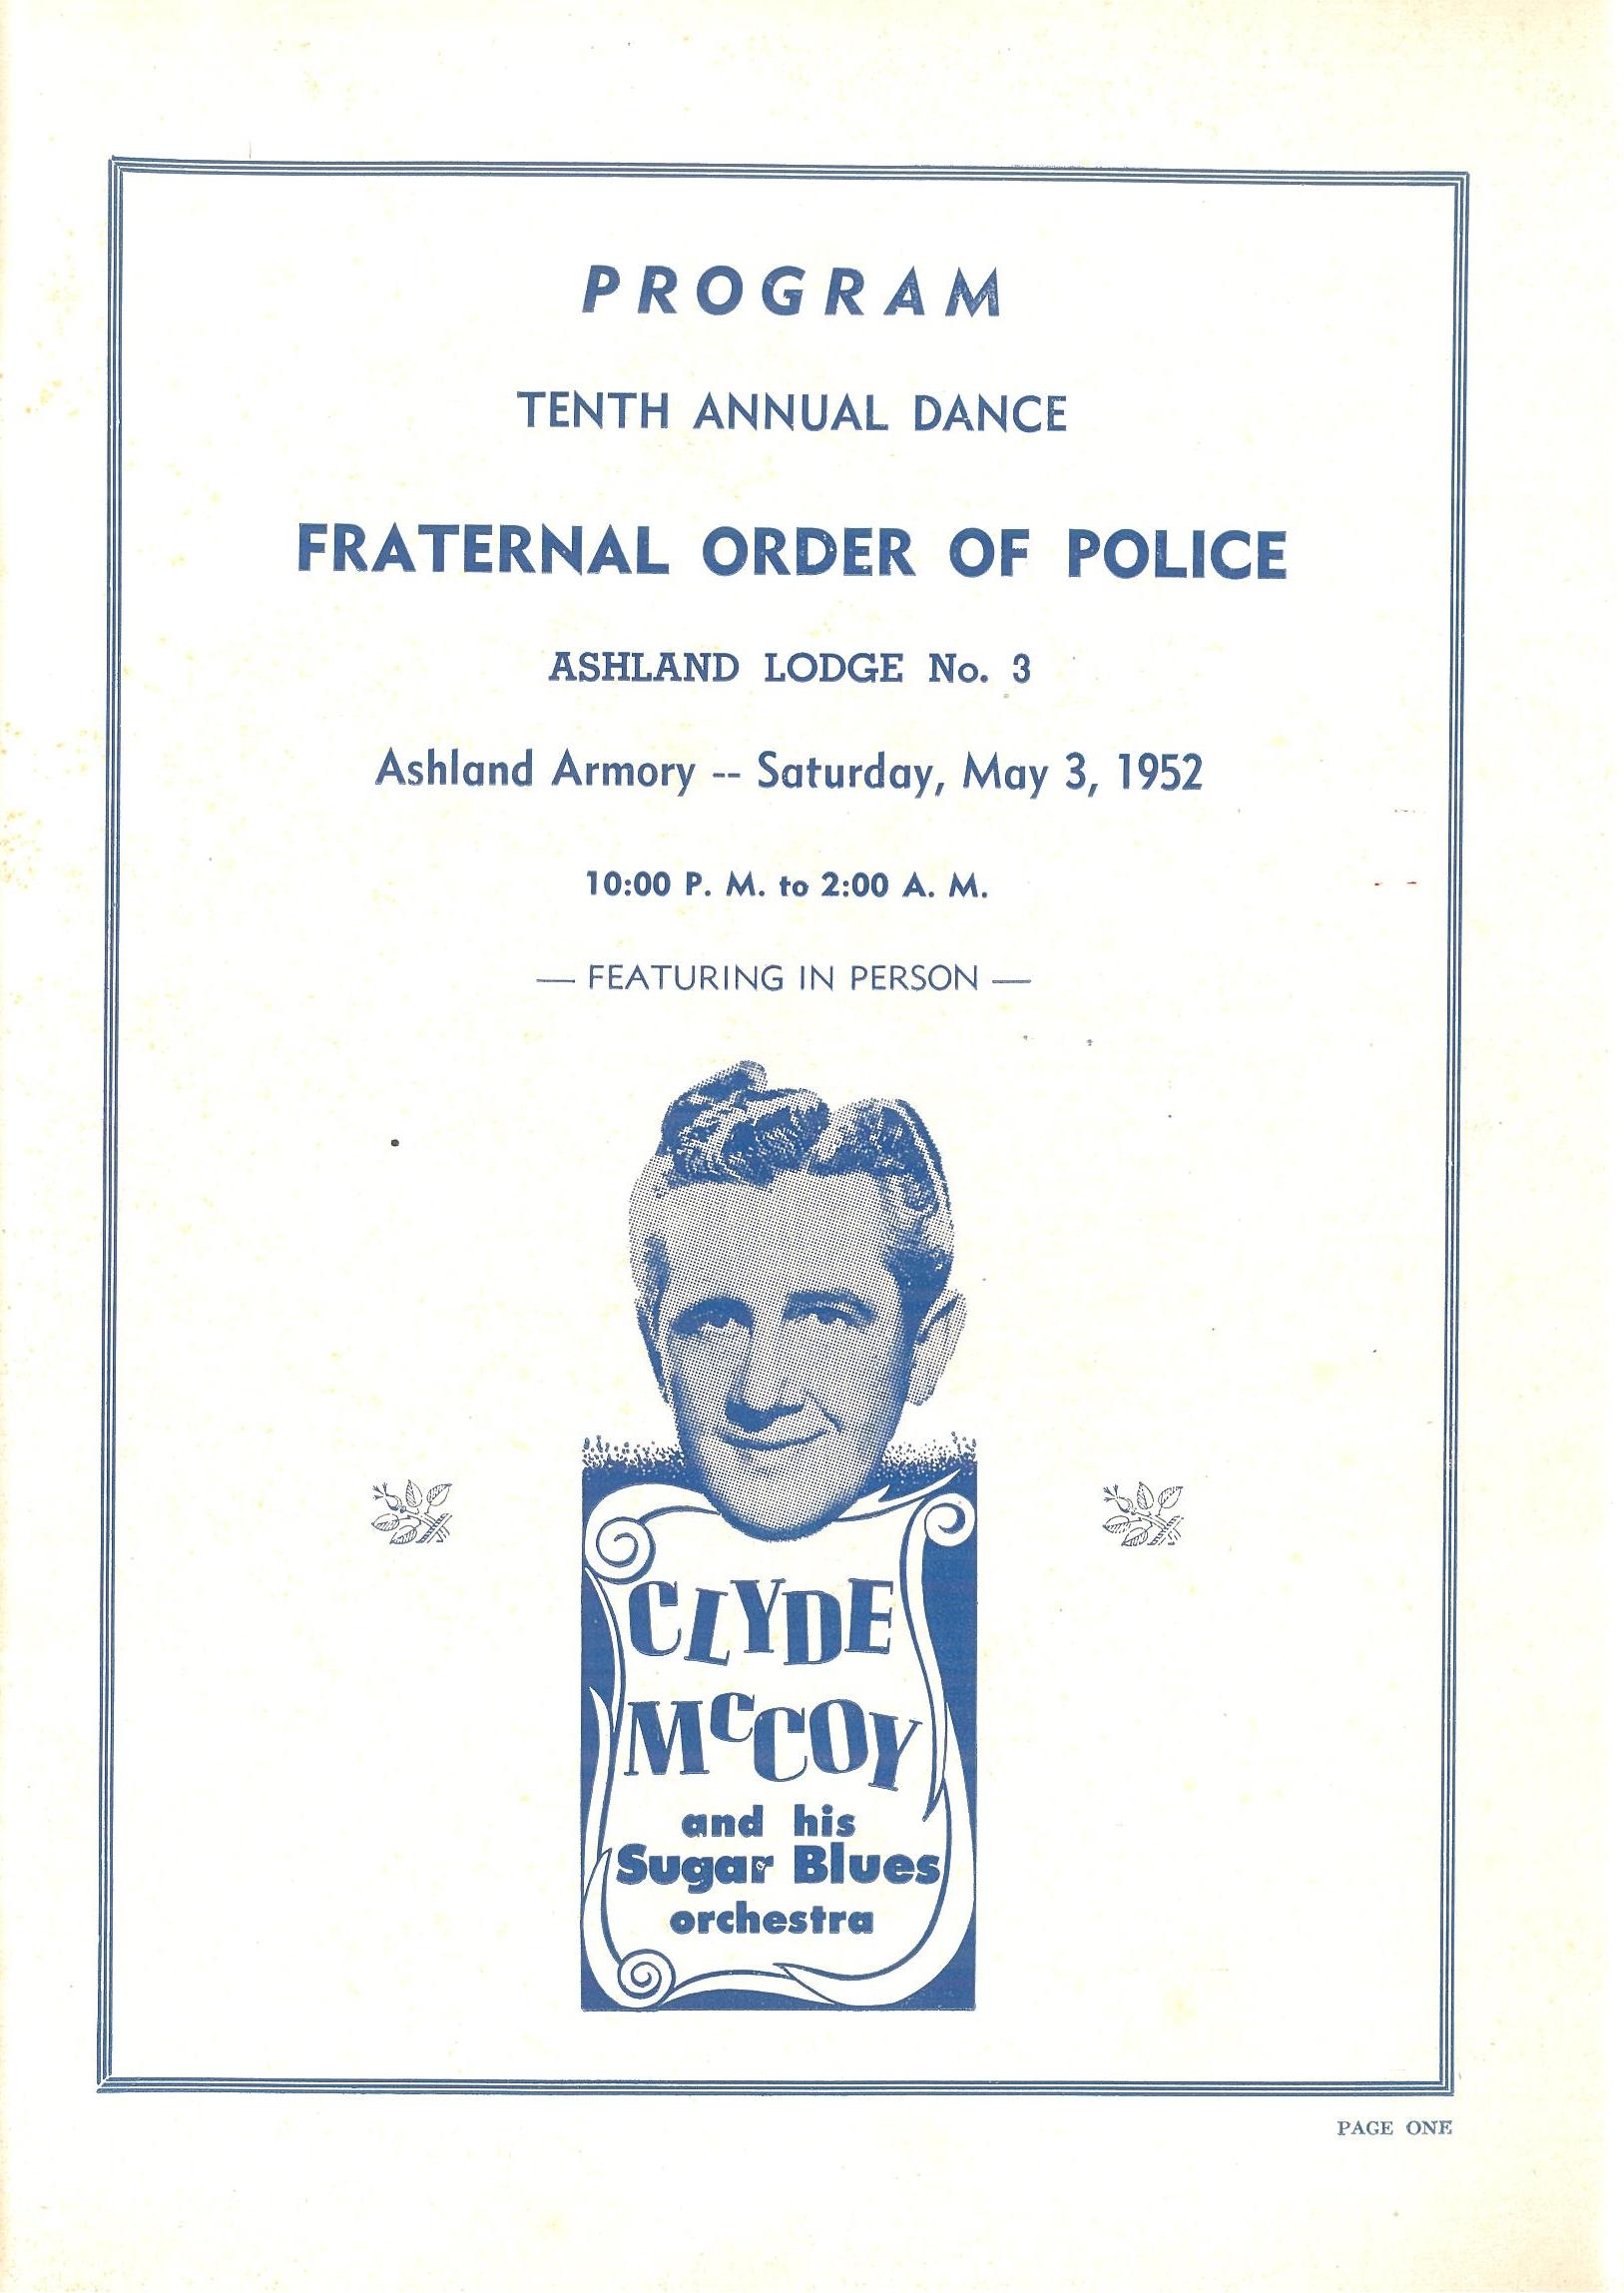 PROGRAM
TENTH ANNUAL DANCE
FRATERNAL ORDER OF POLICE
ASHLAND LODGE No. 3
Ashland Armory -- Saturday, May 3, 1952
10:00 P. M. to 2:00 A. M.
— FEATURING IN PERSON —
CLYDE
McCOY
and his
Sugar Blues
orchestra
PAGE ONE